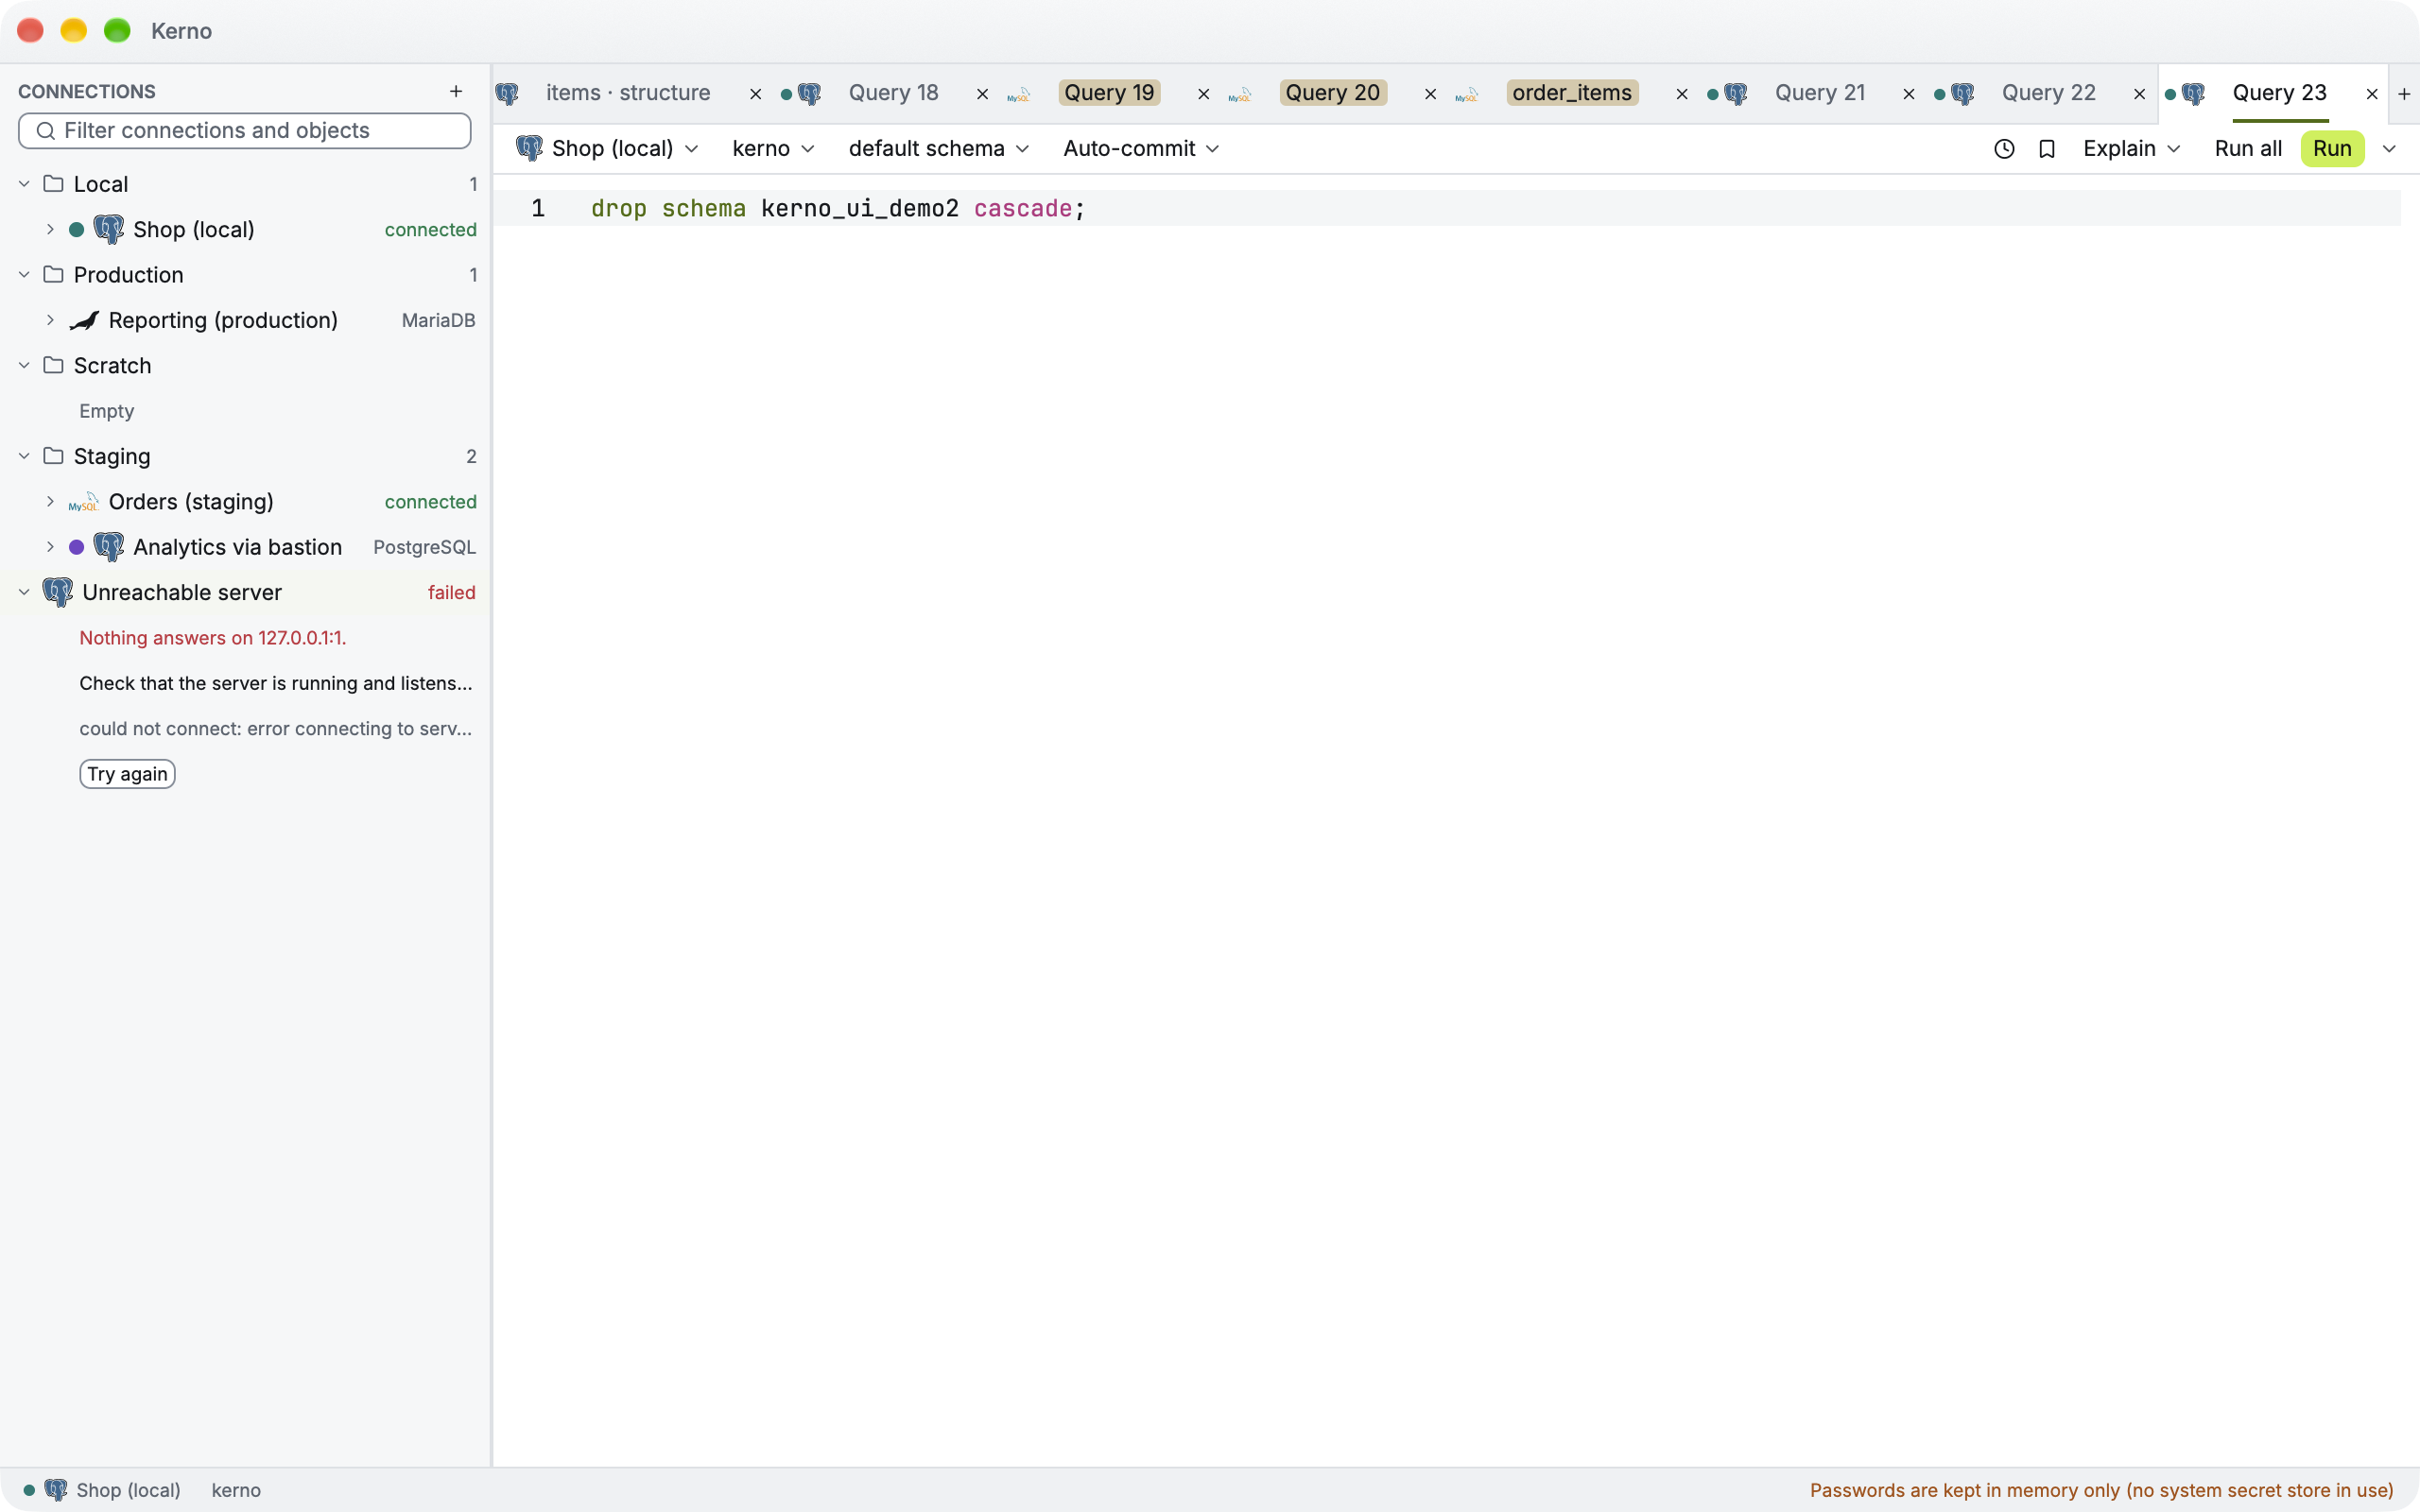 Kerno
CONNECTIONS +
Filter connections and objects
Local 1
Shop (local) connected
Production 1
Reporting (production) MariaDB
Scratch
Empty
Staging 2
MySQL Orders (staging) connected
Analytics via bastion PostgreSQL
Unreachable server failed
Nothing answers on 127.0.0.1:1.
Check that the server is running and listens...
could not connect: error connecting to serv...
Try again
items · structure × Query 18 × MySQL Query 19 × MySQL Query 20 × MySQL order_items × Query 21 × Query 22 × Query 23 × +
Shop (local) kerno default schema Auto-commit Explain Run all Run
1 drop schema kerno_ui_demo2 cascade;
Shop (local) kerno Passwords are kept in memory only (no system secret store in use)